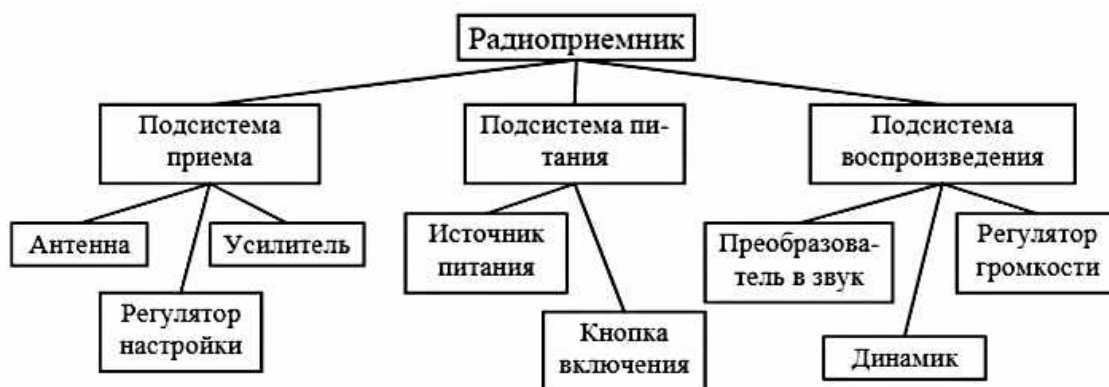 Радиоприемник
Подсистема
приема
Подсистема пи-
тания
Подсистема
воспроизведения
Антенна
Усилитель
Регулятор
настройки
Источник
питания
Кнопка
включения
Преобразова-
тель в звук
Регулятор
громкости
Динамик